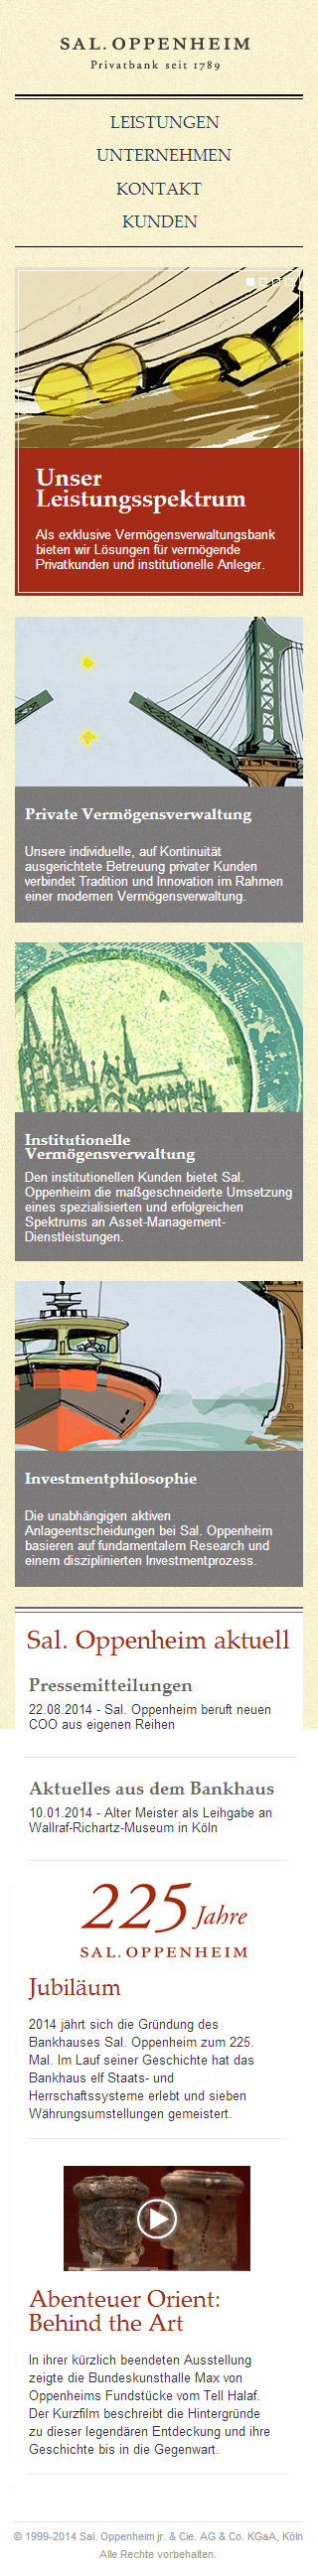 SAL. OPPENHEIM
Privatbank seit 1789
LEISTUNGEN
UNTERNEHMEN
KONTAKT
KUNDEN
Unser
Leistungsspektrum
Als exklusive Vermögensverwaltungsbank
bieten wir Lösungen für vermögende
Privatkunden und institutionelle Anleger.
Private Vermögensverwaltung
Unsere individuelle, auf Kontinuität
ausgerichtete Betreuung privater Kunden
verbindet Tradition und Innovation im Rahmen
einer modernen Vermögensverwaltung.
Institutionelle
Vermögensverwaltung
Den institutionellen Kunden bietet Sal.
Oppenheim die maßgeschneiderte Umsetzung
eines spezialisierten und erfolgreichen
Spektrums an Asset-Management-
Dienstleistungen.
Investmentphilosophie
Die unabhängigen aktiven
Anlageentscheidungen bei Sal. Oppenheim
basieren auf fundamentalem Research und
einem disziplinierten Investmentprozess.
Sal. Oppenheim aktuell
Pressemitteilungen
22.08.2014 - Sal. Oppenheim beruft neuen
COO aus eigenen Reihen
Aktuelles aus dem Bankhaus
10.01.2014 - Alter Meister als Leihgabe an
Wallraf-Richartz-Museum in Köln
225 Jahre
SAL. OPPENHEIM
Jubiläum
2014 jährt sich die Gründung des
Bankhauses Sal. Oppenheim zum 225.
Mal. Im Lauf seiner Geschichte hat das
Bankhaus elf Staats- und
Herrschaftssysteme erlebt und sieben
Währungsumstellungen gemeistert.
Abenteuer Orient:
Behind the Art
In ihrer kürzlich beendeten Ausstellung
zeigte die Bundeskunsthalle Max von
Oppenheims Fundstücke vom Tell Halaf.
Der Kurzfilm beschreibt die Hintergründe
zu dieser legendären Entdeckung und ihre
Geschichte bis in die Gegenwart.
© 1999-2014 Sal. Oppenheim jr. & Cie. AG & Co. KGaA, Köln
Alle Rechte vorbehalten.